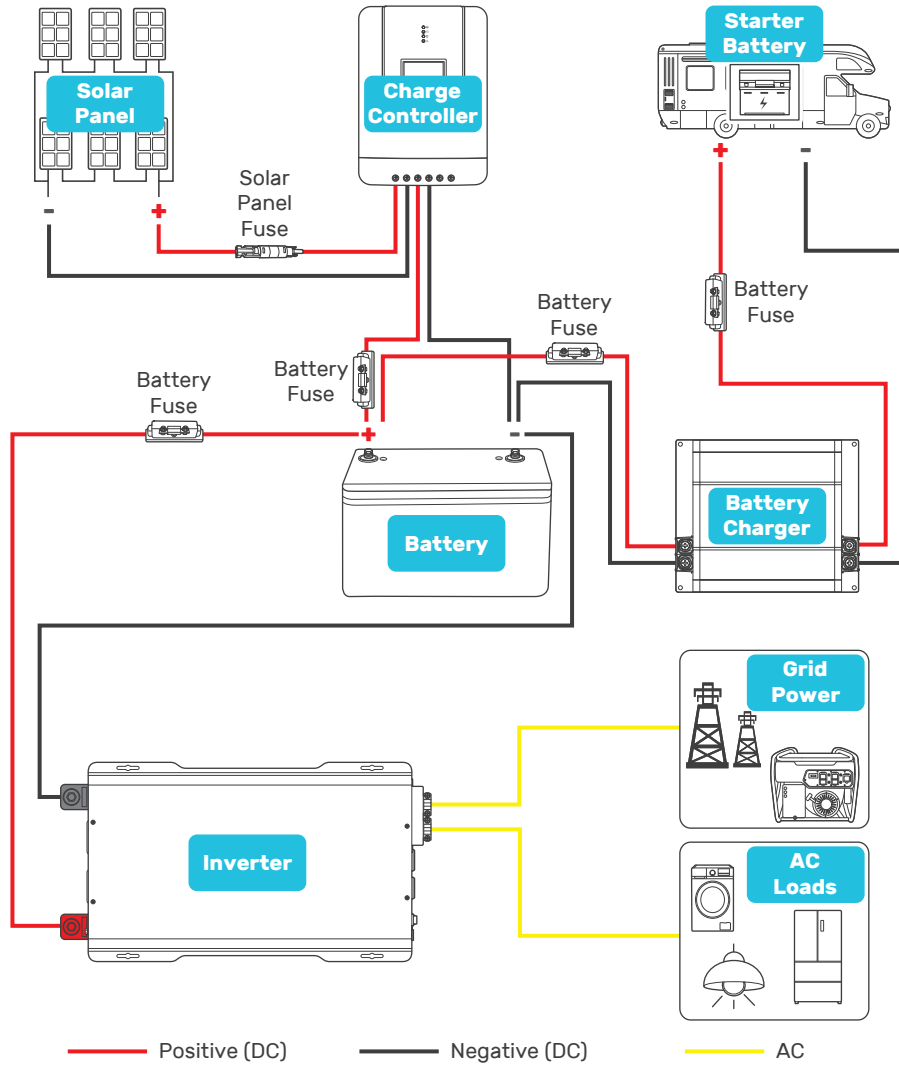 Starter
Battery
Solar
Panel
Charge
Controller
-
+
Solar
Panel
Fuse
+
-
Battery
Fuse
Battery
Fuse
Battery
Fuse
Battery
Fuse
+
-
Battery
Battery
Charger
Grid
Power
Inverter
AC
Loads
Positive (DC)
Negative (DC)
AC